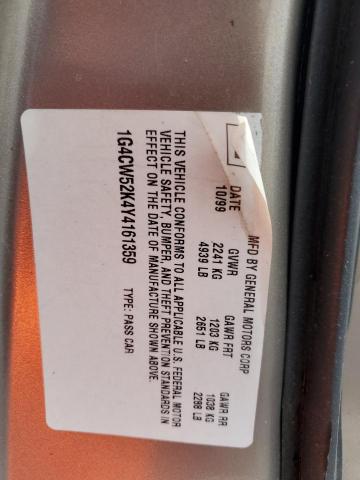 MFD BY GENERAL MOTORS CORP
DATE GVWR GAWR FRT GAWR RR
10/99 2241 KG 1203 KG 1038 KG
4939 LB 2651 LB 2288 LB
THIS VEHICLE CONFORMS TO ALL APPLICABLE U.S. FEDERAL MOTOR
VEHICLE SAFETY, BUMPER, AND THEFT PREVENTION STANDARDS IN
EFFECT ON THE DATE OF MANUFACTURE SHOWN ABOVE.
1G4CW52K4Y4161359 TYPE: PASS CAR